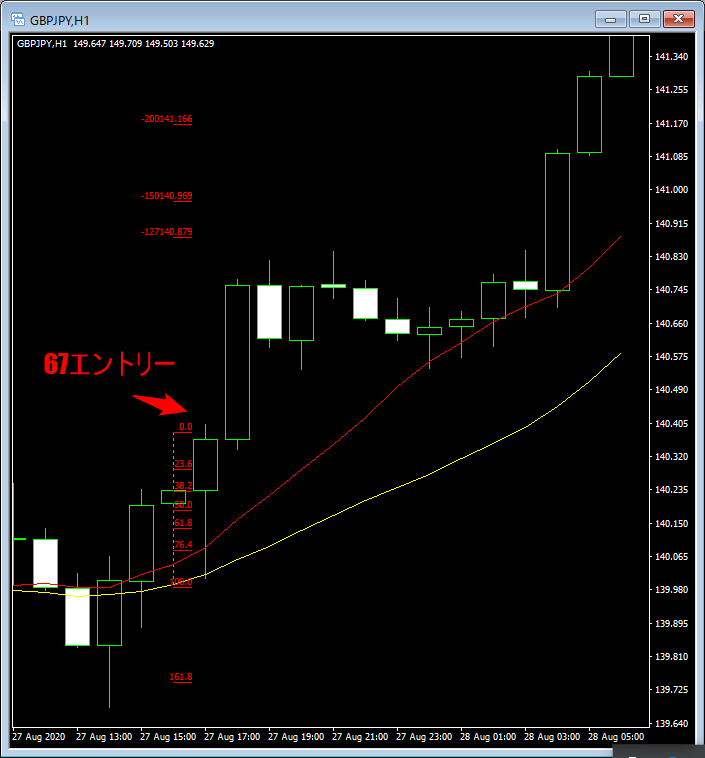 GBPJPY,H1
GBPJPY,H1 149.647 149.709 149.503 149.629
141.340
141.255
-200141.166
141.170
141.085
-150140.969
141.000
140.915
-127140.879
140.830
140.745
140.660
67エントリー
140.575
140.490
0.0
140.405
23.6
140.320
38.2
140.235
50.0
61.8
140.150
76.4
140.065
100.0
139.980
139.895
161.8
139.810
139.725
139.640
27 Aug 2020
27 Aug 13:00
27 Aug 15:00
27 Aug 17:00
27 Aug 19:00
27 Aug 21:00
27 Aug 23:00
28 Aug 01:00
28 Aug 03:00
28 Aug 05:00